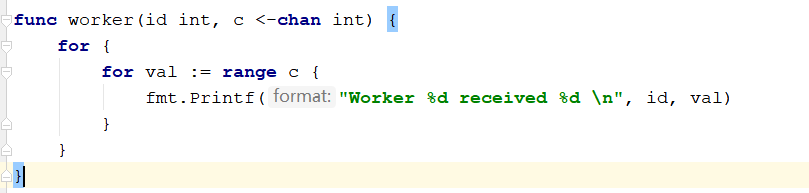 func worker(id int, c <-chan int) {
    for {
        for val := range c {
            fmt.Printf( format: "Worker %d received %d \n", id, val)
        }
    }
}